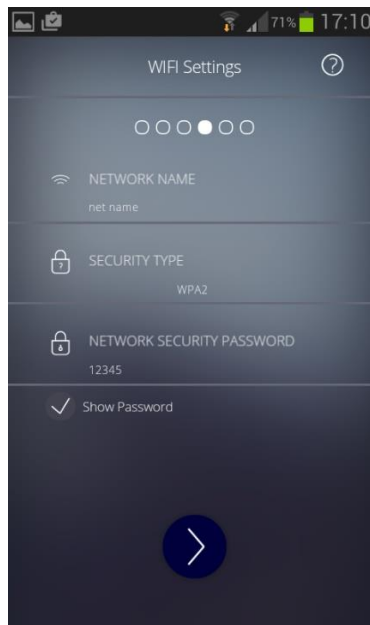 71% 17:10
WIFI Settings ?
NETWORK NAME
net name
SECURITY TYPE
WPA2
NETWORK SECURITY PASSWORD
12345
Show Password